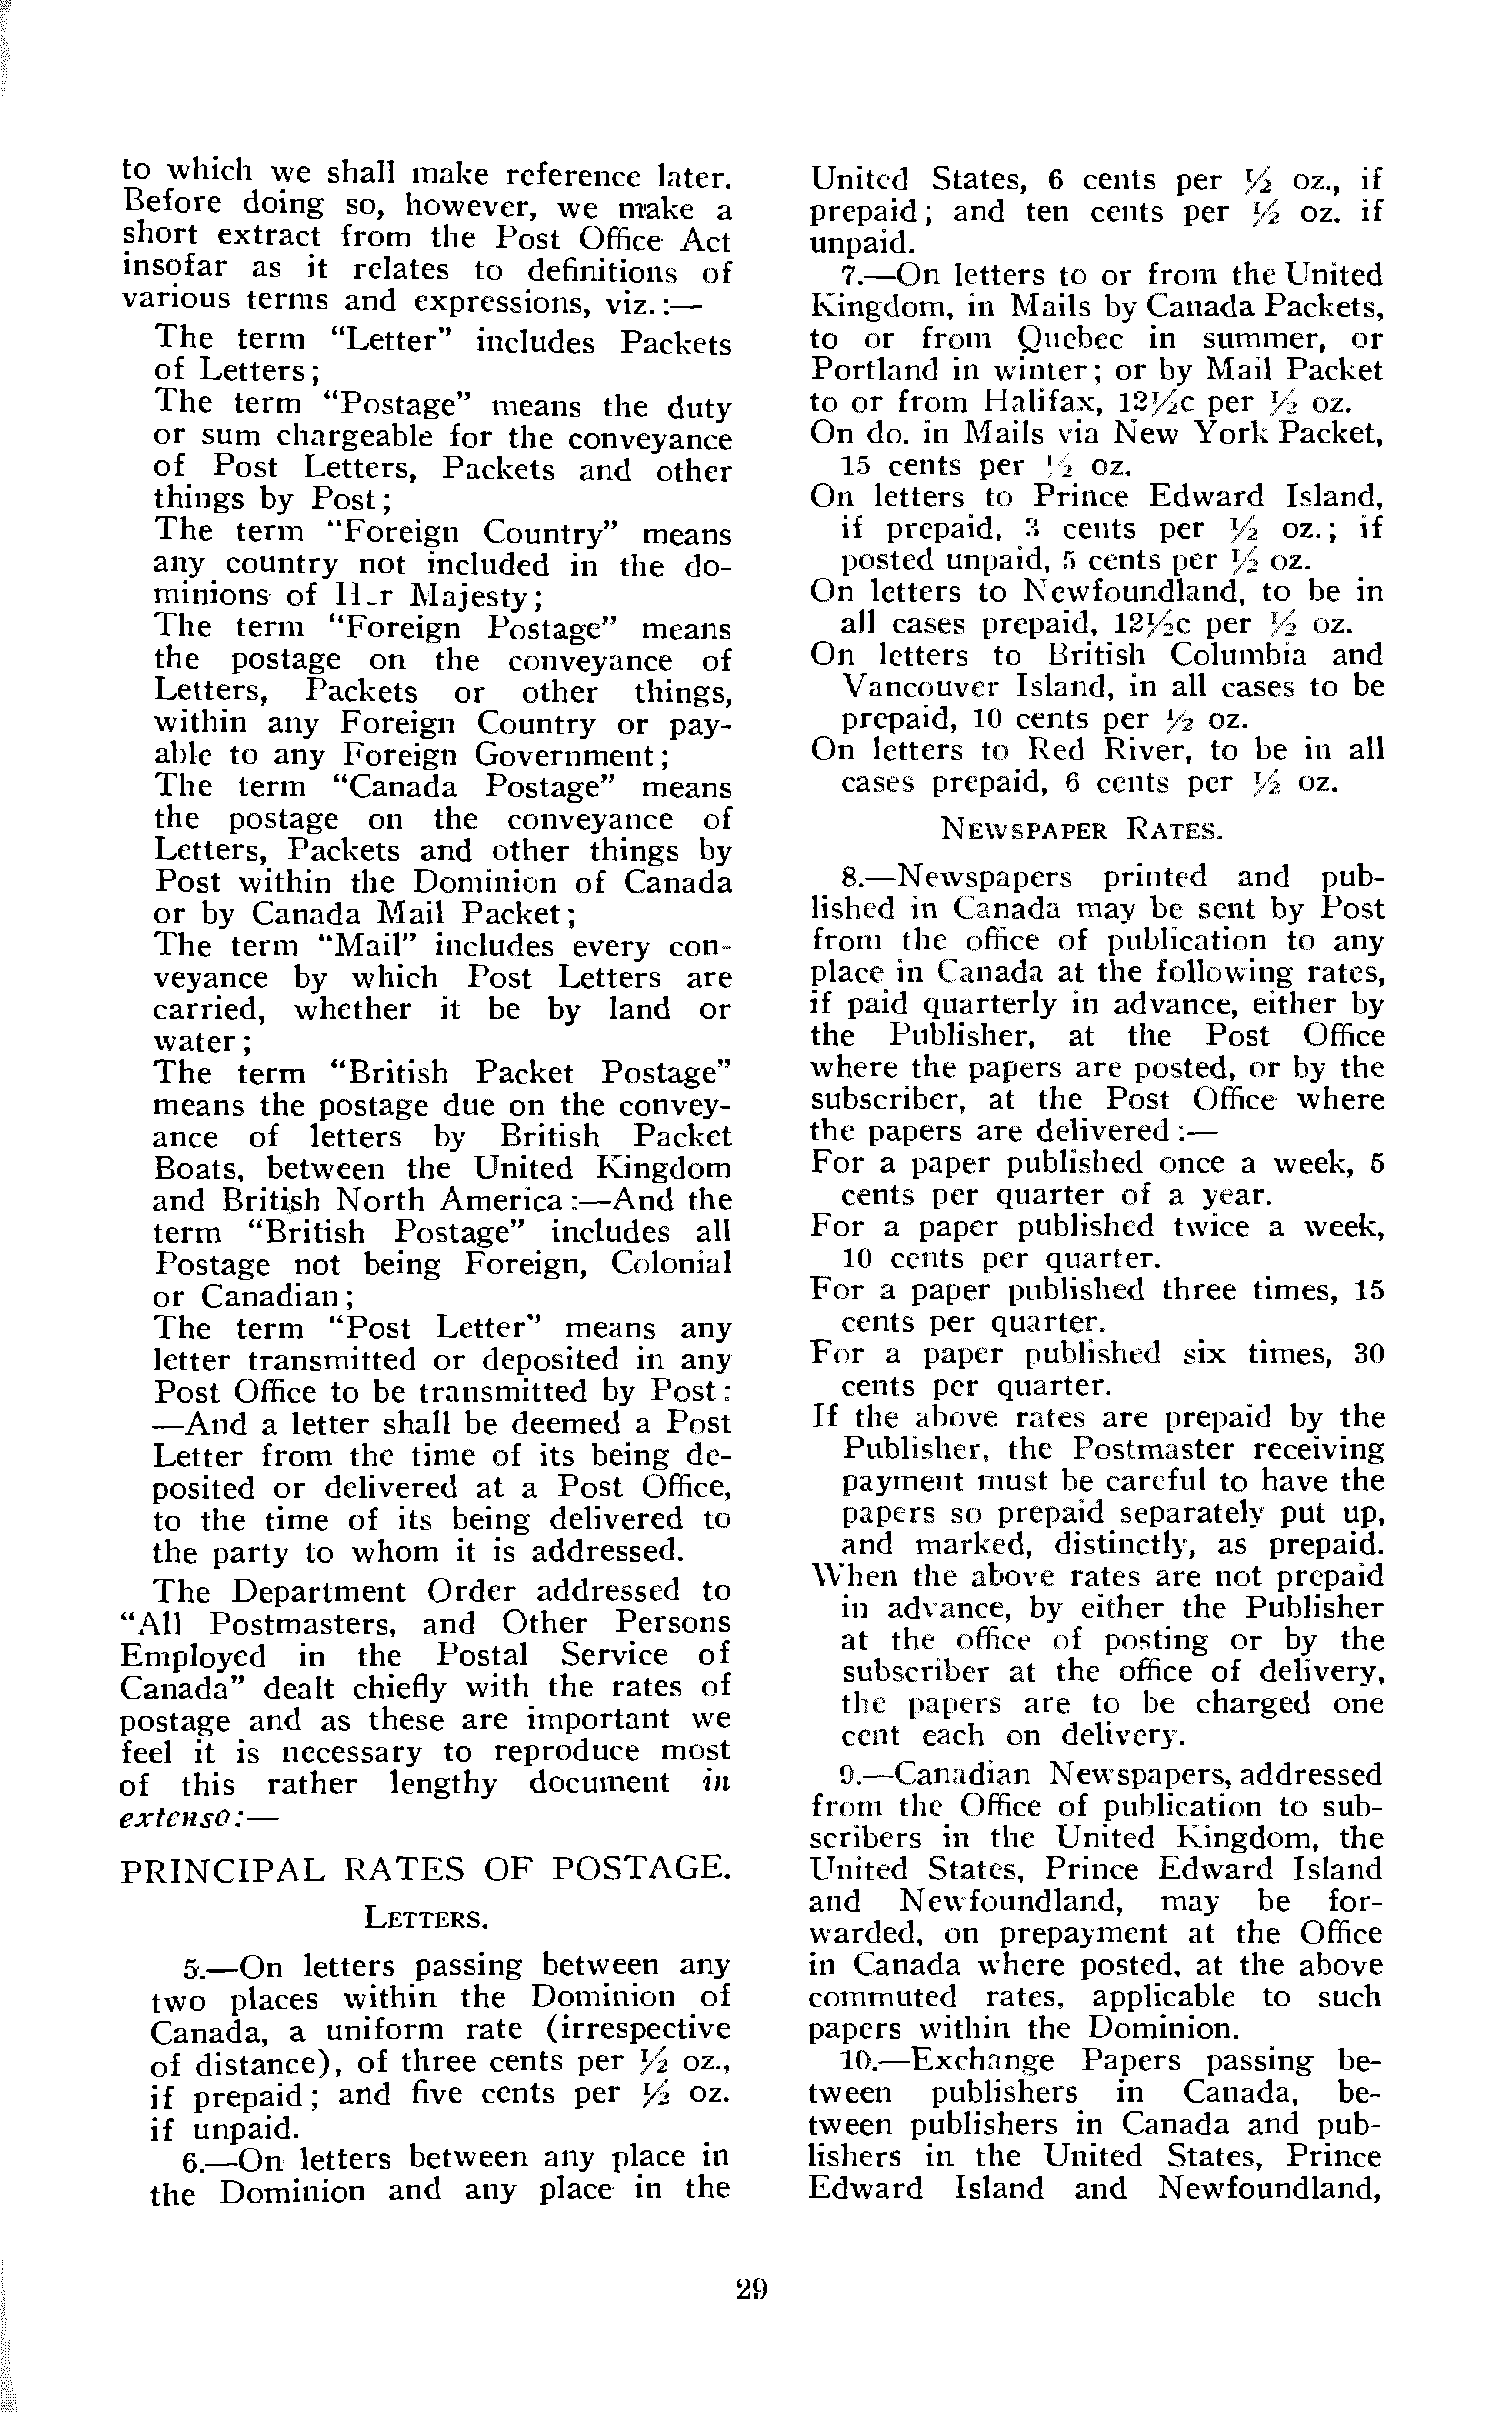 to which we shall make reference later.
Before doing so, however, we make a
short extract from the Post Office Act
insofar as it relates to definitions of
various terms and expressions, viz.:—
The term "Letter" includes Packets
of Letters;
The term "Postage" means the duty
or sum chargeable for the conveyance
of Post Letters, Packets and other
things by Post;
The term "Foreign Country" means
any country not included in the do-
minions of Her Majesty;
The term "Foreign Postage" means
the postage on the conveyance of
Letters, Packets or other things,
within any Foreign Country or pay-
able to any Foreign Government;
The term "Canada Postage" means
the postage on the conveyance of
Letters, Packets and other things by
Post within the Dominion of Canada
or by Canada Mail Packet;
The term "Mail" includes every con-
veyance by which Post Letters are
carried, whether it be by land or
water;
The term "British Packet Postage"
means the postage due on the convey-
ance of letters by British Packet
Boats, between the United Kingdom
and British North America:—And the
term "British Postage" includes all
Postage not being Foreign, Colonial
or Canadian;
The term "Post Letter" means any
letter transmitted or deposited in any
Post Office to be transmitted by Post:
—And a letter shall be deemed a Post
Letter from the time of its being de-
posited or delivered at a Post Office,
to the time of its being delivered to
the party to whom it is addressed.
The Department Order addressed to
"All Postmasters, and Other Persons
Employed in the Postal Service of
Canada" dealt chiefly with the rates of
postage and as these are important we
feel it is necessary to reproduce most
of this rather lengthy document in
extenso:—
PRINCIPAL RATES OF POSTAGE.
LETTERS.
5.—On letters passing between any
two places within the Dominion of
Canada, a uniform rate (irrespective
of distance), of three cents per ½ oz.,
if prepaid; and five cents per ½ oz.
if unpaid.
6.—On letters between any place in
the Dominion and any place in the
United States, 6 cents per ½ oz., if
prepaid; and ten cents per ½ oz. if
unpaid.
7.—On letters to or from the United
Kingdom, in Mails by Canada Packets,
to or from Quebec in summer, or
Portland in winter; or by Mail Packet
to or from Halifax, 12½c per ½ oz.
On do. in Mails via New York Packet,
15 cents per ½ oz.
On letters to Prince Edward Island,
if prepaid, 3 cents per ½ oz.; if
posted unpaid, 5 cents per ½ oz.
On letters to Newfoundland, to be in
all cases prepaid, 12½c per ½ oz.
On letters to British Columbia and
Vancouver Island, in all cases to be
prepaid, 10 cents per ½ oz.
On letters to Red River, to be in all
cases prepaid, 6 cents per ½ oz.
NEWSPAPER RATES.
8.—Newspapers printed and pub-
lished in Canada may be sent by Post
from the office of publication to any
place in Canada at the following rates,
if paid quarterly in advance, either by
the Publisher, at the Post Office
where the papers are posted, or by the
subscriber, at the Post Office where
the papers are delivered:—
For a paper published once a week, 5
cents per quarter of a year.
For a paper published twice a week,
10 cents per quarter.
For a paper published three times, 15
cents per quarter.
For a paper published six times, 30
cents per quarter.
If the above rates are prepaid by the
Publisher, the Postmaster receiving
payment must be careful to have the
papers so prepaid separately put up,
and marked, distinctly, as prepaid.
When the above rates are not prepaid
in advance, by either the Publisher
at the office of posting or by the
subscriber at the office of delivery,
the papers are to be charged one
cent each on delivery.
9.—Canadian Newspapers, addressed
from the Office of publication to sub-
scribers in the United Kingdom, the
United States, Prince Edward Island
and Newfoundland, may be for-
warded, on prepayment at the Office
in Canada where posted, at the above
commuted rates, applicable to such
papers within the Dominion.
10.—Exchange Papers passing be-
tween publishers in Canada, be-
tween publishers in Canada and pub-
lishers in the United States, Prince
Edward Island and Newfoundland,
29